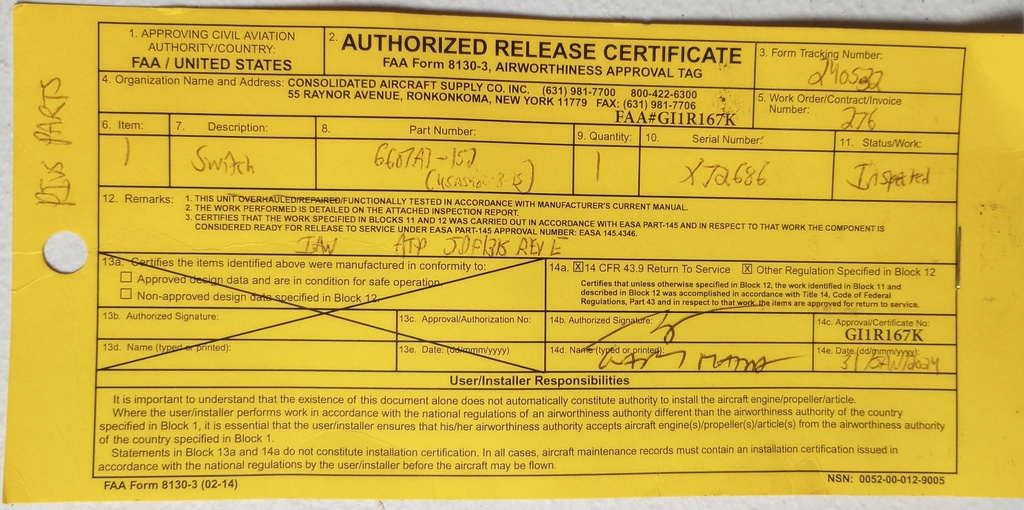 1. APPROVING CIVIL AVIATION
AUTHORITY/COUNTRY:
FAA / UNITED STATES
2. AUTHORIZED RELEASE CERTIFICATE
FAA Form 8130-3, AIRWORTHINESS APPROVAL TAG
3. Form Tracking Number:
240532
4. Organization Name and Address: CONSOLIDATED AIRCRAFT SUPPLY CO. INC. (631) 981-7700 800-422-6300
55 RAYNOR AVENUE, RONKONKOMA, NEW YORK 11779 FAX: (631) 981-7706
FAA#GI1R167K
5. Work Order/Contract/Invoice
Number:
276
PARTS
6. Item:
1
7. Description:
Switch
8. Part Number:
9. Quantity:
1
10. Serial Number:
XJ2686
11. Status/Work:
Inspected
12. Remarks: 1. THIS UNIT OVERHAULED/REPAIRED/FUNCTIONALLY TESTED IN ACCORDANCE WITH MANUFACTURER'S CURRENT MANUAL.
2. THE WORK PERFORMED IS DETAILED ON THE ATTACHED INSPECTION REPORT.
3. CERTIFIES THAT THE WORK SPECIFIED IN BLOCKS 11 AND 12 WAS CARRIED OUT IN ACCORDANCE WITH EASA PART-145 AND IN RESPECT TO THAT WORK THE COMPONENT IS
CONSIDERED READY FOR RELEASE TO SERVICE UNDER EASA PART-145 APPROVAL NUMBER: EASA 145.4346.
IAW ATP REV E
13a. Certifies the items identified above were manufactured in conformity to:
Approved design data and are in condition for safe operation.
Non-approved design data specified in Block 12.
14a. X 14 CFR 43.9 Return To Service X Other Regulation Specified in Block 12
Certifies that unless otherwise specified in Block 12, the work identified in Block 11 and
described in Block 12 was accomplished in accordance with Title 14, Code of Federal
Regulations, Part 43 and in respect to that work, the items are approved for return to service.
13b. Authorized Signature:
13c. Approval/Authorization No:
14b. Authorized Signature:
14c. Approval/Certificate No:
GI1R167K
13d. Name (typed or printed):
13e. Date: (dd/mmm/yyyy)
14d. Name (typed or printed):
14e. Date (dd/mmm/yyyy):
31/JAN/2024
User/Installer Responsibilities
It is important to understand that the existence of this document alone does not automatically constitute authority to install the aircraft engine/propeller/article.
Where the user/installer performs work in accordance with the national regulations of an airworthiness authority different than the airworthiness authority of the country
specified in Block 1, it is essential that the user/installer ensures that his/her airworthiness authority accepts aircraft engine(s)/propeller(s)/article(s) from the airworthiness authority
of the country specified in Block 1.
Statements in Block 13a and 14a do not constitute installation certification. In all cases, aircraft maintenance records must contain an installation certification issued in
accordance with the national regulations by the user/installer before the aircraft may be flown.
FAA Form 8130-3 (02-14)
NSN: 0052-00-012-9005